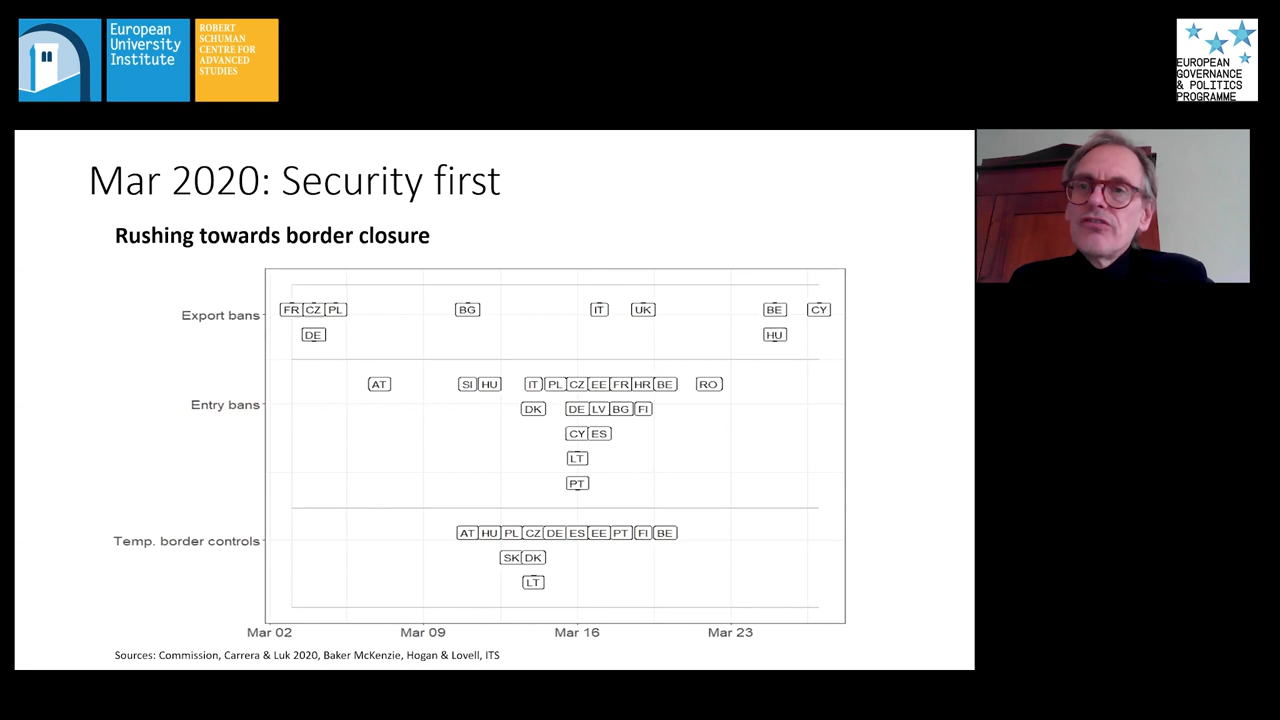 European
University
Institute
ROBERT
SCHUMAN
CENTRE FOR
ADVANCED
STUDIES
EUROPEAN
GOVERNANCE
& POLITICS
PROGRAMME
Mar 2020: Security first
Rushing towards border closure
Export bans
FR CZ PL BG IT UK BE CY
DE HU
Entry bans
AT SI HU IT PL CZ EE FR HR BE RO
DK DE LV BG FI
CY ES
LT
PT
Temp. border controls
AT HU PL CZ DE ES EE PT FI BE
SK DK
LT
Mar 02 Mar 09 Mar 16 Mar 23
Sources: Commission, Carrera & Luk 2020, Baker McKenzie, Hogan & Lovell, ITS